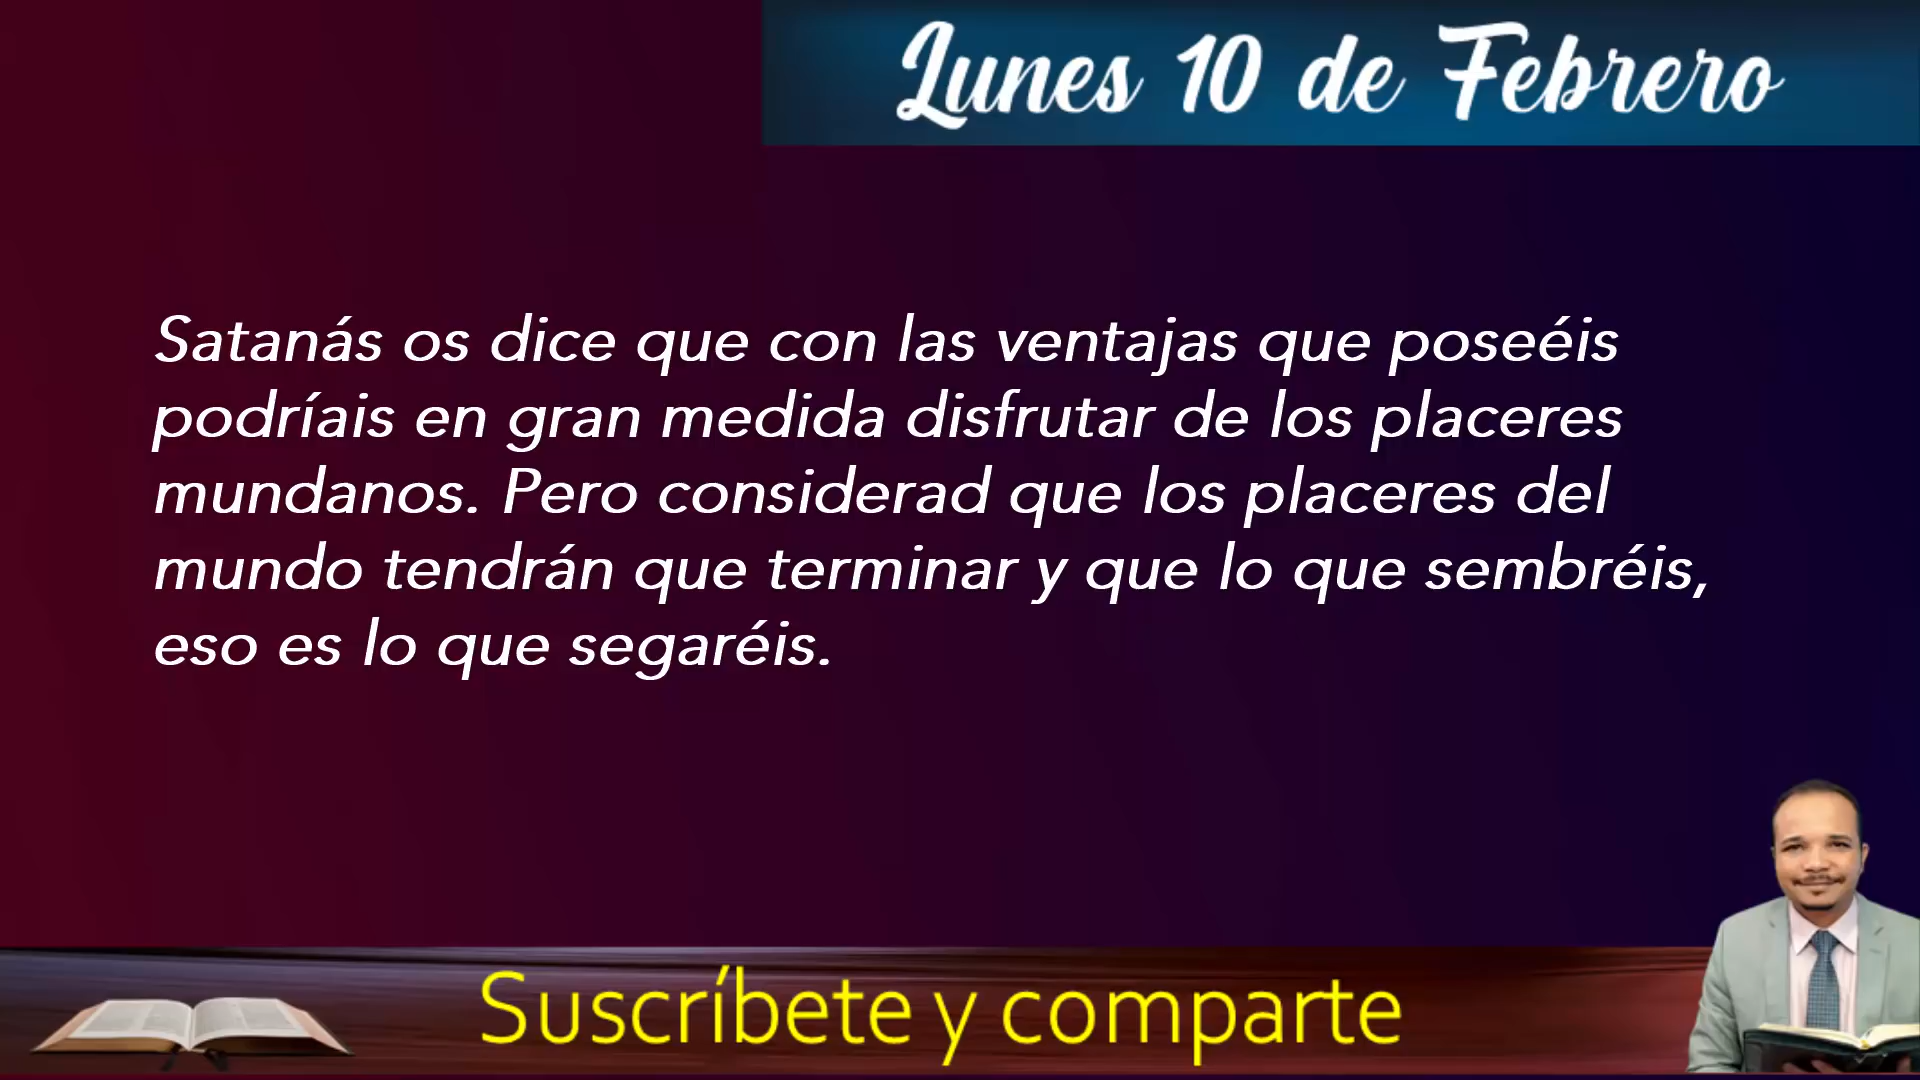 Lunes 10 de Febrero
Satanás os dice que con las ventajas que poseéis
podríais en gran medida disfrutar de los placeres
mundanos. Pero considerad que los placeres del
mundo tendrán que terminar y que lo que sembréis,
eso es lo que segaréis.
Suscríbete y comparte